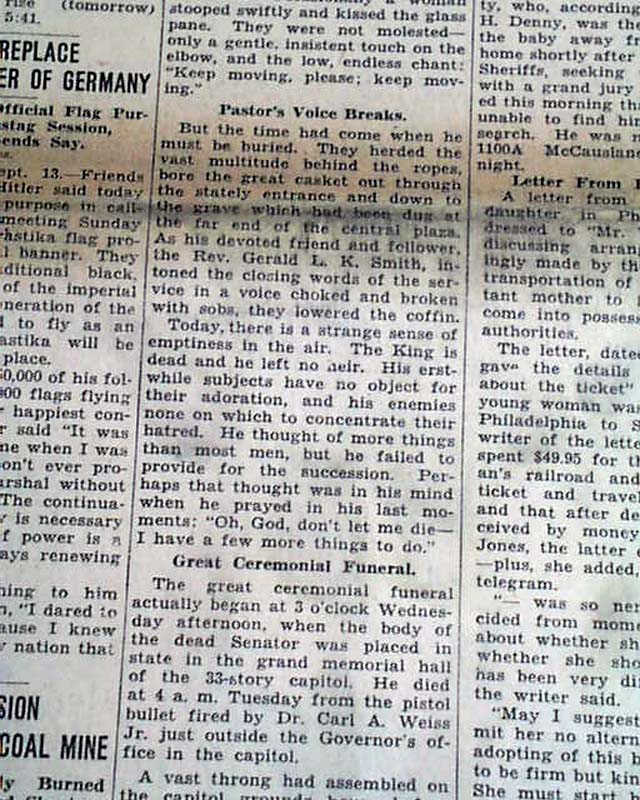 rise (tomorrow)
5:41.
REPLACE
ER OF GERMANY
Official Flag Pur-
Session,
ends Say.
ept. 13.—Friends
Hitler said today
purpose in call-
meeting Sunday
flag pro-
banner. They
ditional black,
of the imperial
neration of the
to fly as an
astika will be
place.
0,000 of his fol-
00 flags flying
happiest con-
r said "It was
me when I was
on't ever pro-
arshal without
The continua-
is necessary
f power is a
ays renewing
hing to him
n, "I dared to
ause I knew
nation that
SION
COAL MINE
ly Burned
a woman
stooped swiftly and kissed the glass
pane. They were not molested—
only a gentle, insistent touch on the
elbow, and the low, endless chant:
"Keep moving, please; keep mov-
ing."
Pastor's Voice Breaks.
But the time had come when he
must be buried. They herded the
vast multitude behind the ropes,
bore the great casket out through
the stately entrance and down to
the grave which had been dug at
the far end of the central plaza.
As his devoted friend and follower,
the Rev. Gerald L. K. Smith, in-
toned the closing words of the ser-
vice in a voice choked and broken
with sobs, they lowered the coffin.
Today, there is a strange sense of
emptiness in the air. The King is
dead and he left no heir. His erst-
while subjects have no object for
their adoration, and his enemies
none on which to concentrate their
hatred. He thought of more things
than most men, but he failed to
provide for the succession. Per-
haps that thought was in his mind
when he prayed in his last mo-
ments: "Oh, God, don't let me die—
I have a few more things to do."
Great Ceremonial Funeral.
The great ceremonial funeral
actually began at 3 o'clock Wednes-
day afternoon, when the body of
the dead Senator was placed in
state in the grand memorial hall
of the 33-story capitol. He died
at 4 a. m. Tuesday from the pistol
bullet fired by Dr. Carl A. Weiss
Jr. just outside the Governor's of-
fice in the capitol.
A vast throng had assembled on
the capitol grounds
ty, who, according
H. Denny, was th
the baby away fr
home shortly after
Sheriffs, seeking
with a grand jury
ed this morning th
unable to find him
search. He was n
1100A McCausland
night.
Letter From
A letter from
daughter in Ph
dressed to "Mr.
discussing arran
ingly made by th
transportation of
tant mother to
come into possess
authorities.
The letter, date
gave the details
about the ticket"
young woman wa
Philadelphia to S
writer of the lette
spent $49.95 for t
an's railroad and
ticket and trave
and that after de
ceived by money
Jones, the latter
—plus, she added,
telegram.
"— was so ner
cided from mome
about whether sh
whether she sho
has been very di
the writer said.
"May I suggest
mit her no altern
adopting of this b
to be firm but kin
She must start